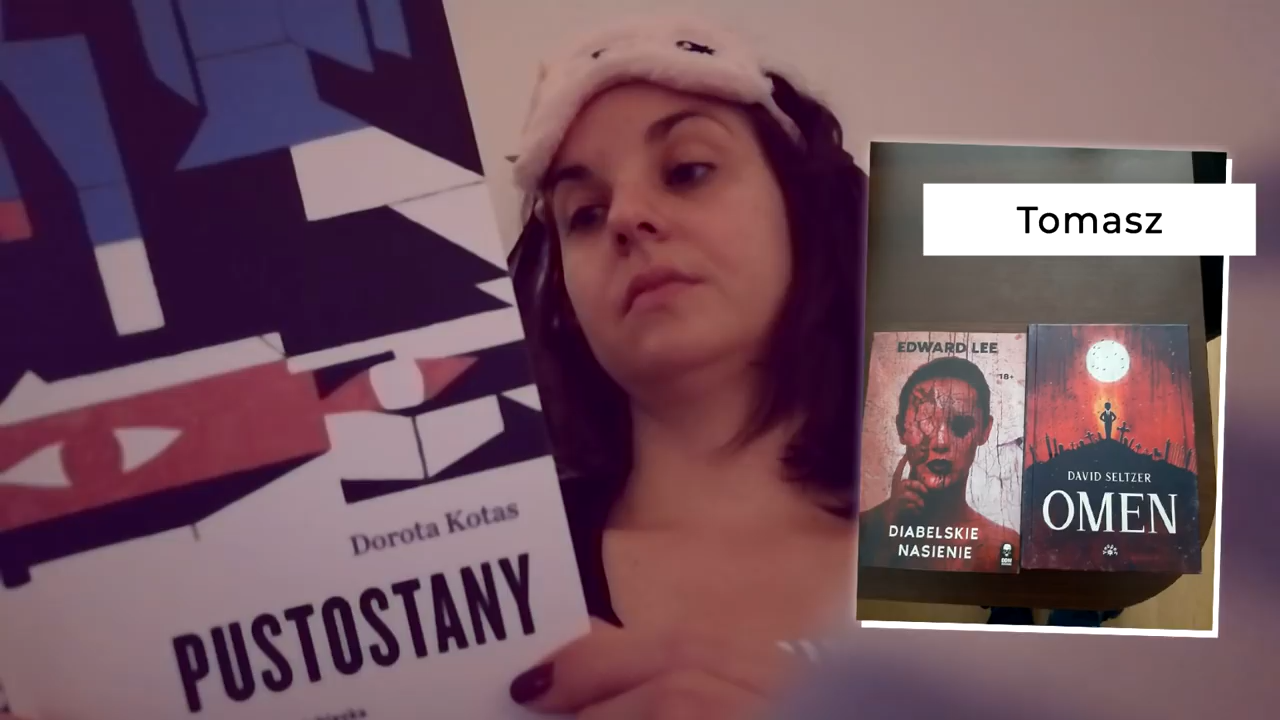 Dorota Kotas
PUSTOSTANY
Tomasz
EDWARD LEE
18+
DIABELSKIE
NASIENIE
DAVID SELTZER
OMEN